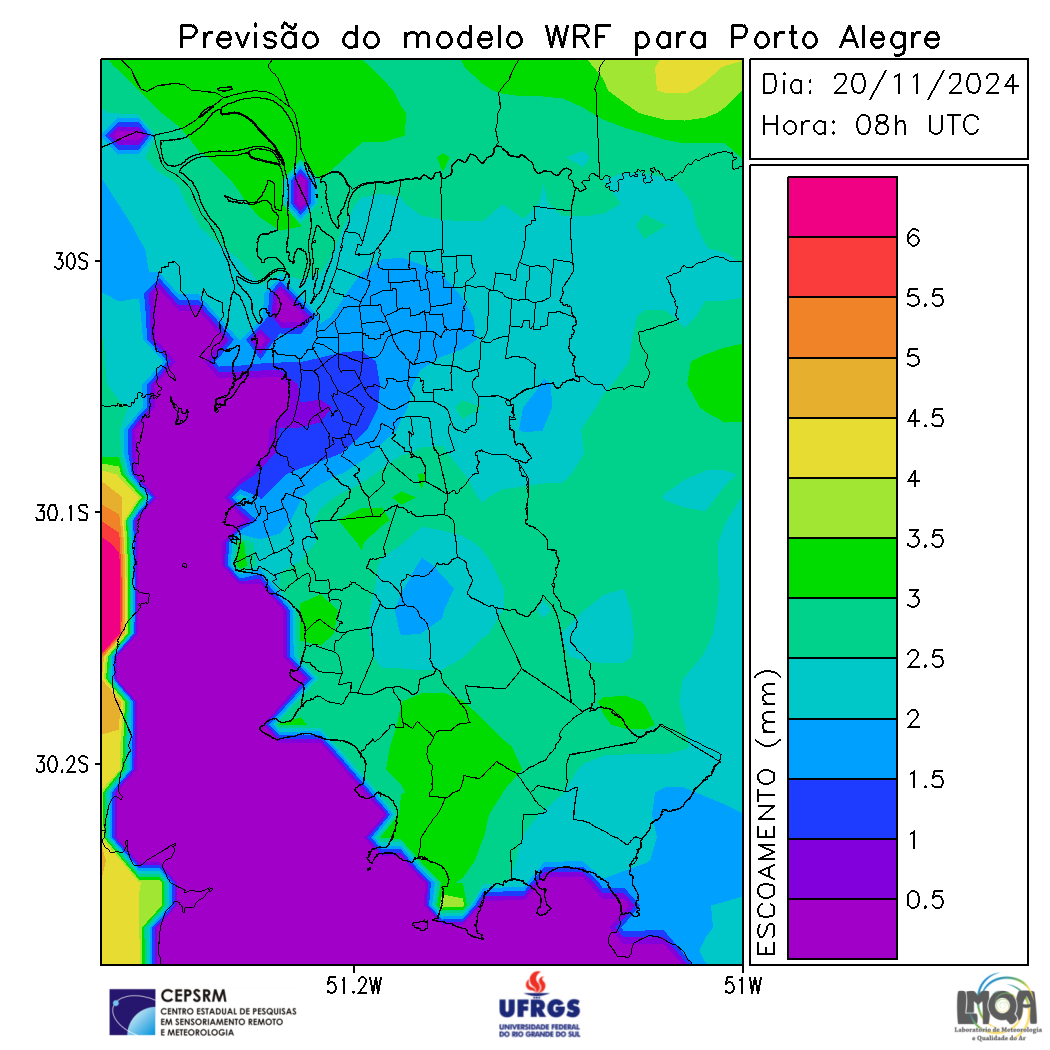 Previsão do modelo WRF para Porto Alegre
Dia: 20/11/2024
Hora: 08h UTC
30S
30.1S
30.2S
51.2W
51W
ESCOAMENTO (mm)
6
5.5
5
4.5
4
3.5
3
2.5
2
1.5
1
0.5
CEPSRM
CENTRO ESTADUAL DE PESQUISAS
EM SENSORIAMENTO REMOTO
E METEOROLOGIA
UFRGS
UNIVERSIDADE FEDERAL
DO RIO GRANDE DO SUL
LMQA
Laboratório de Meteorologia
e Qualidade do Ar